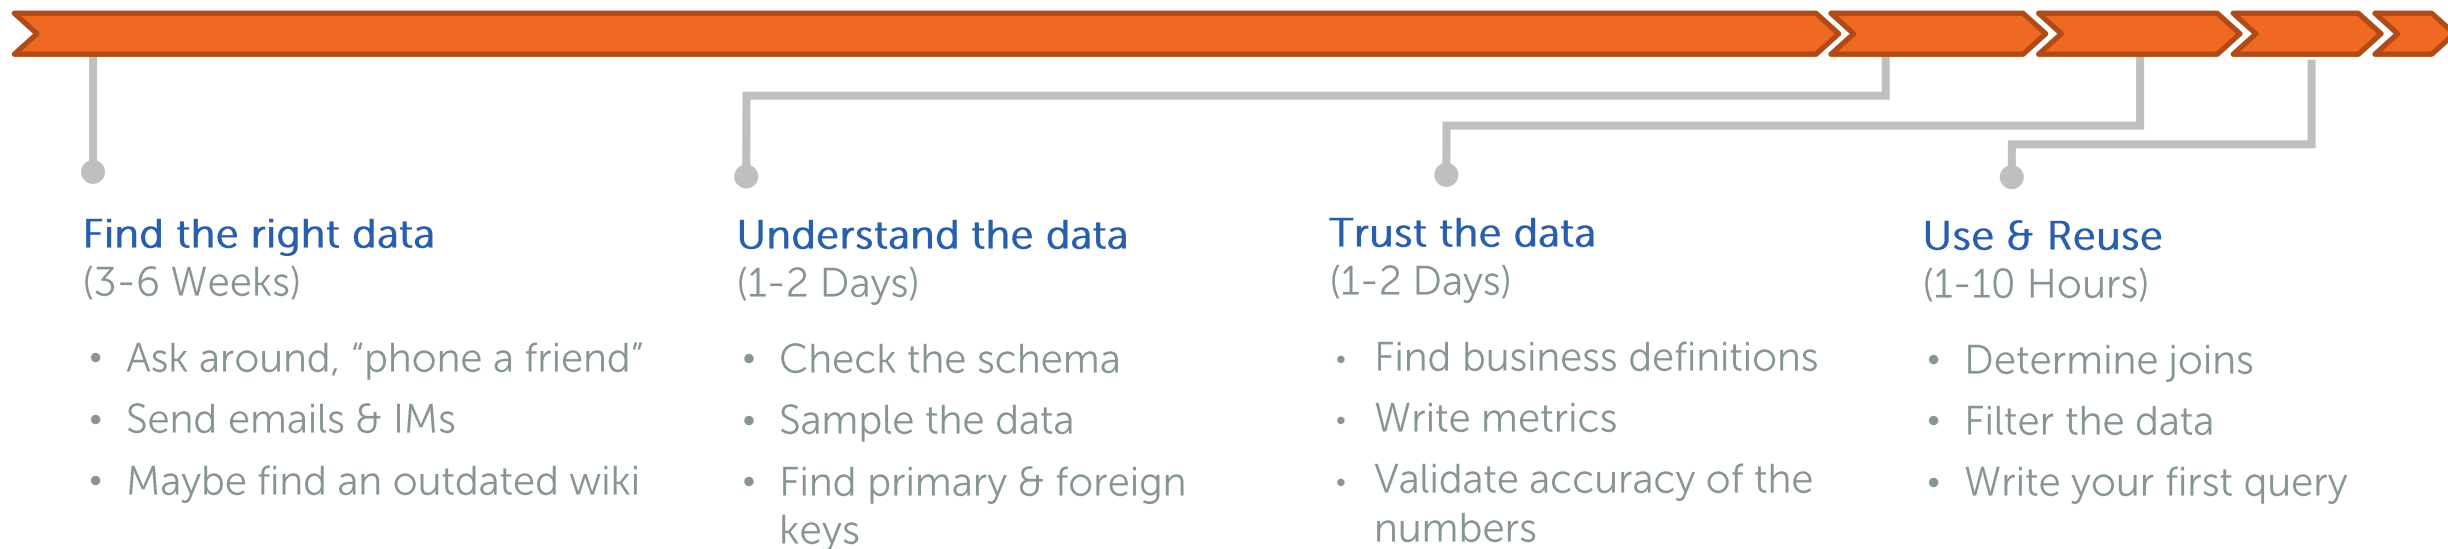 Find the right data
(3-6 Weeks)
• Ask around, “phone a friend”
• Send emails & IMs
• Maybe find an outdated wiki
Understand the data
(1-2 Days)
• Check the schema
• Sample the data
• Find primary & foreign
keys
Trust the data
(1-2 Days)
• Find business definitions
• Write metrics
• Validate accuracy of the
numbers
Use & Reuse
(1-10 Hours)
• Determine joins
• Filter the data
• Write your first query